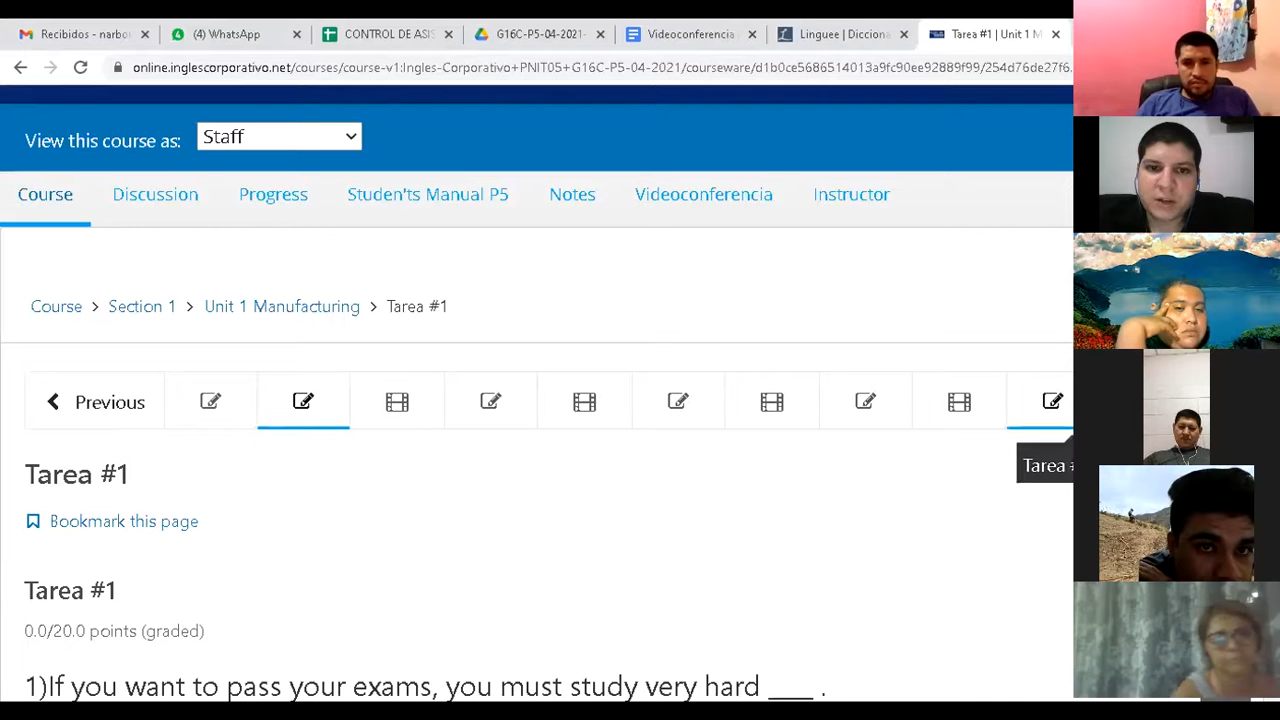 Recibidos - narbor
(4) WhatsApp
CONTROL DE ASIS
G16C-P5-04-2021-
Videoconferencia
Linguee | Diccionar
Tarea #1 | Unit 1 M
online.inglescorporativo.net/courses/course-v1:Ingles-Corporativo+PNIT05+G16C-P5-04-2021/courseware/d1b0ce5686514013a9fc90ee92889f99/254d76de27f6
View this course as:
Staff
Course
Discussion
Progress
Studen'ts Manual P5
Notes
Videoconferencia
Instructor
Course > Section 1 > Unit 1 Manufacturing > Tarea #1
Previous
Tarea #1
Tarea #
Bookmark this page
Tarea #1
0.0/20.0 points (graded)
1)If you want to pass your exams, you must study very hard ____ .